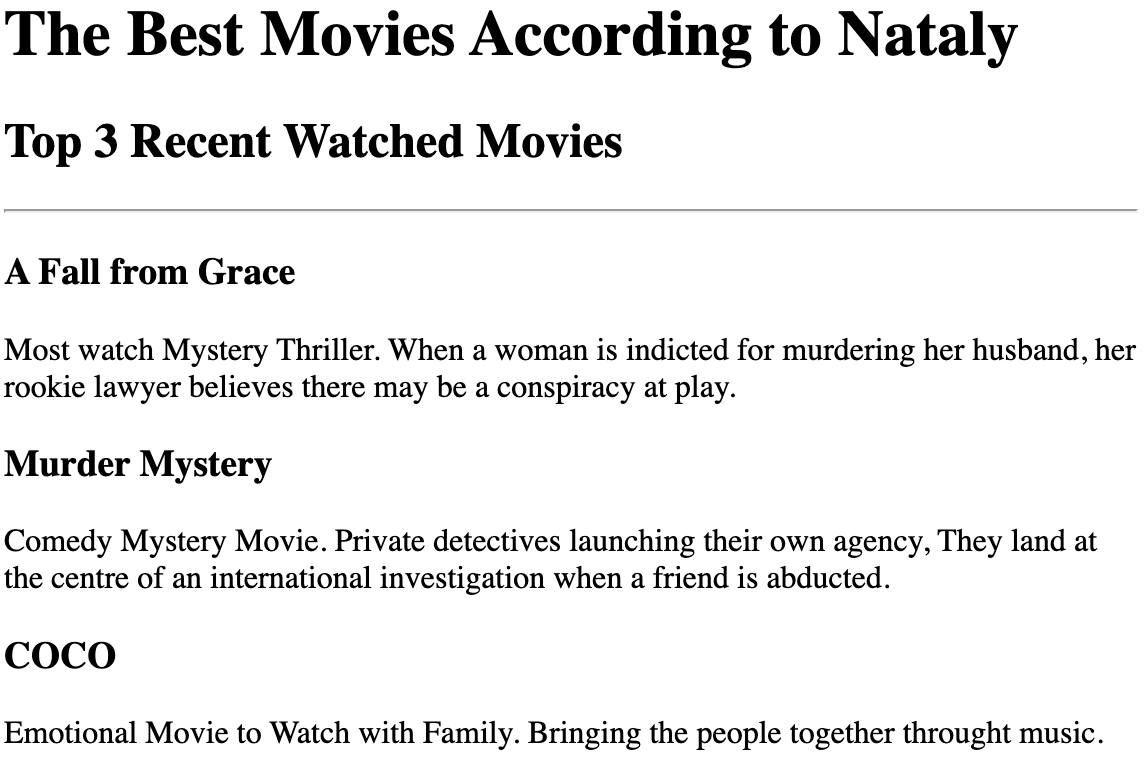 The Best Movies According to Nataly
Top 3 Recent Watched Movies
A Fall from Grace
Most watch Mystery Thriller. When a woman is indicted for murdering her husband, her
rookie lawyer believes there may be a conspiracy at play.
Murder Mystery
Comedy Mystery Movie. Private detectives launching their own agency, They land at
the centre of an international investigation when a friend is abducted.
COCO
Emotional Movie to Watch with Family. Bringing the people together throught music.